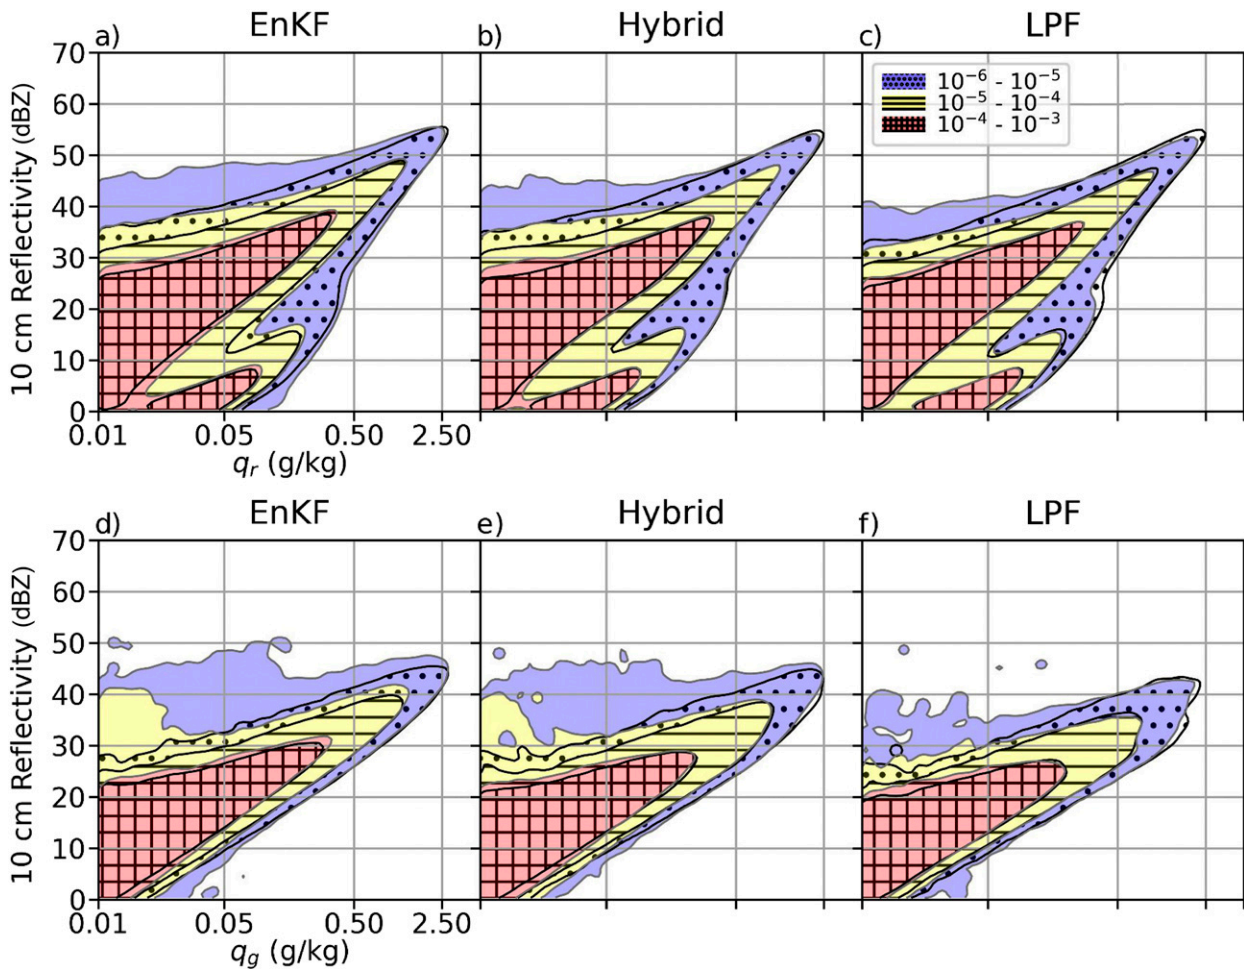 EnKF Hybrid LPF
a) b) c)
70
60
50
40
30
20
10
0
10 cm Reflectivity (dBZ)
10⁻⁶ - 10⁻⁵
10⁻⁵ - 10⁻⁴
10⁻⁴ - 10⁻³
0.01 0.05 0.50 2.50
qᵣ (g/kg)
EnKF Hybrid LPF
d) e) f)
70
60
50
40
30
20
10
0
10 cm Reflectivity (dBZ)
0.01 0.05 0.50 2.50
q_g (g/kg)